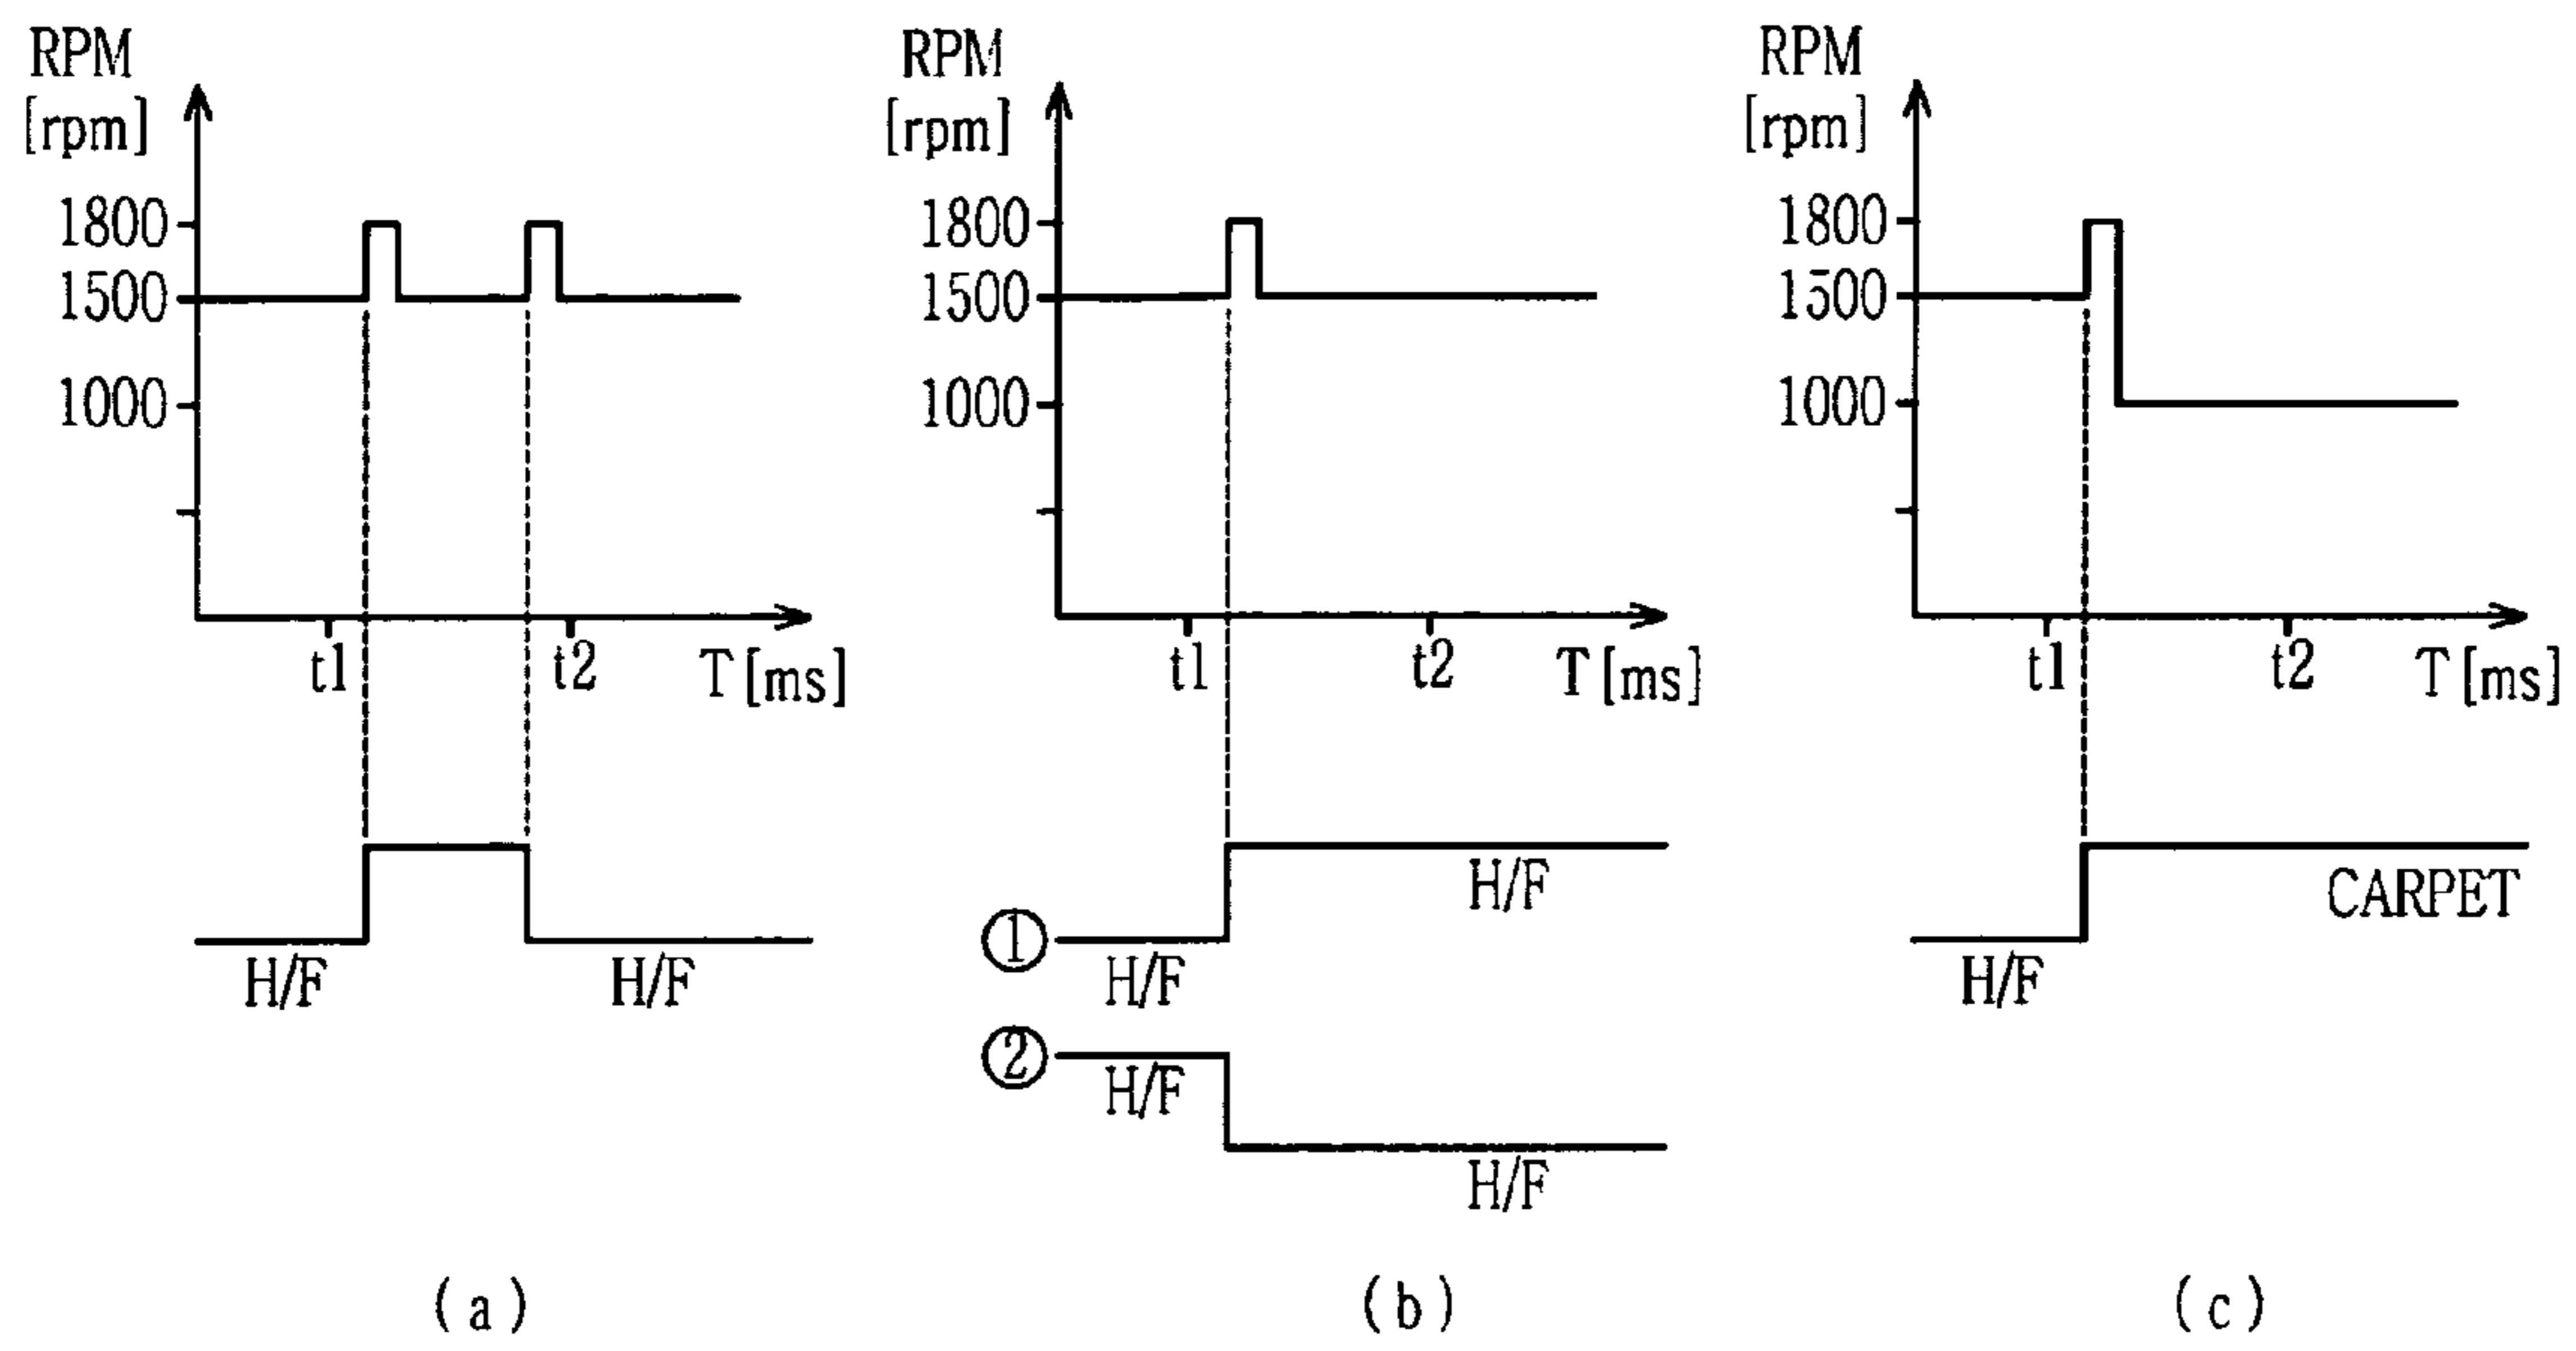 RPM
[rpm]
1800
1500
1000
t1
t2
T[ms]
H/F
H/F
(a)
RPM
[rpm]
1800
1500
1000
t1
t2
T[ms]
H/F
①
H/F
②
H/F
H/F
(b)
RPM
[rpm]
1800
1500
1000
t1
t2
T[ms]
CARPET
H/F
(c)